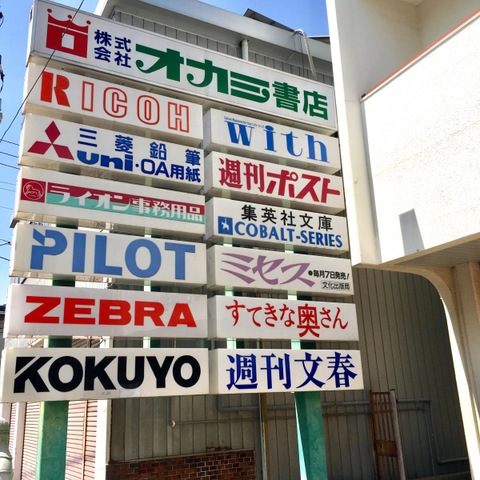 株式会社 オカジ書店
RICOH
三菱鉛筆
uni・OA用紙
ライオン事務用品
PILOT
ZEBRA
KOKUYO
with
週刊ポスト
集英社文庫
COBALT-SERIES
ミセス ●毎月7日発売!
文化出版局
すてきな奥さん
週刊文春